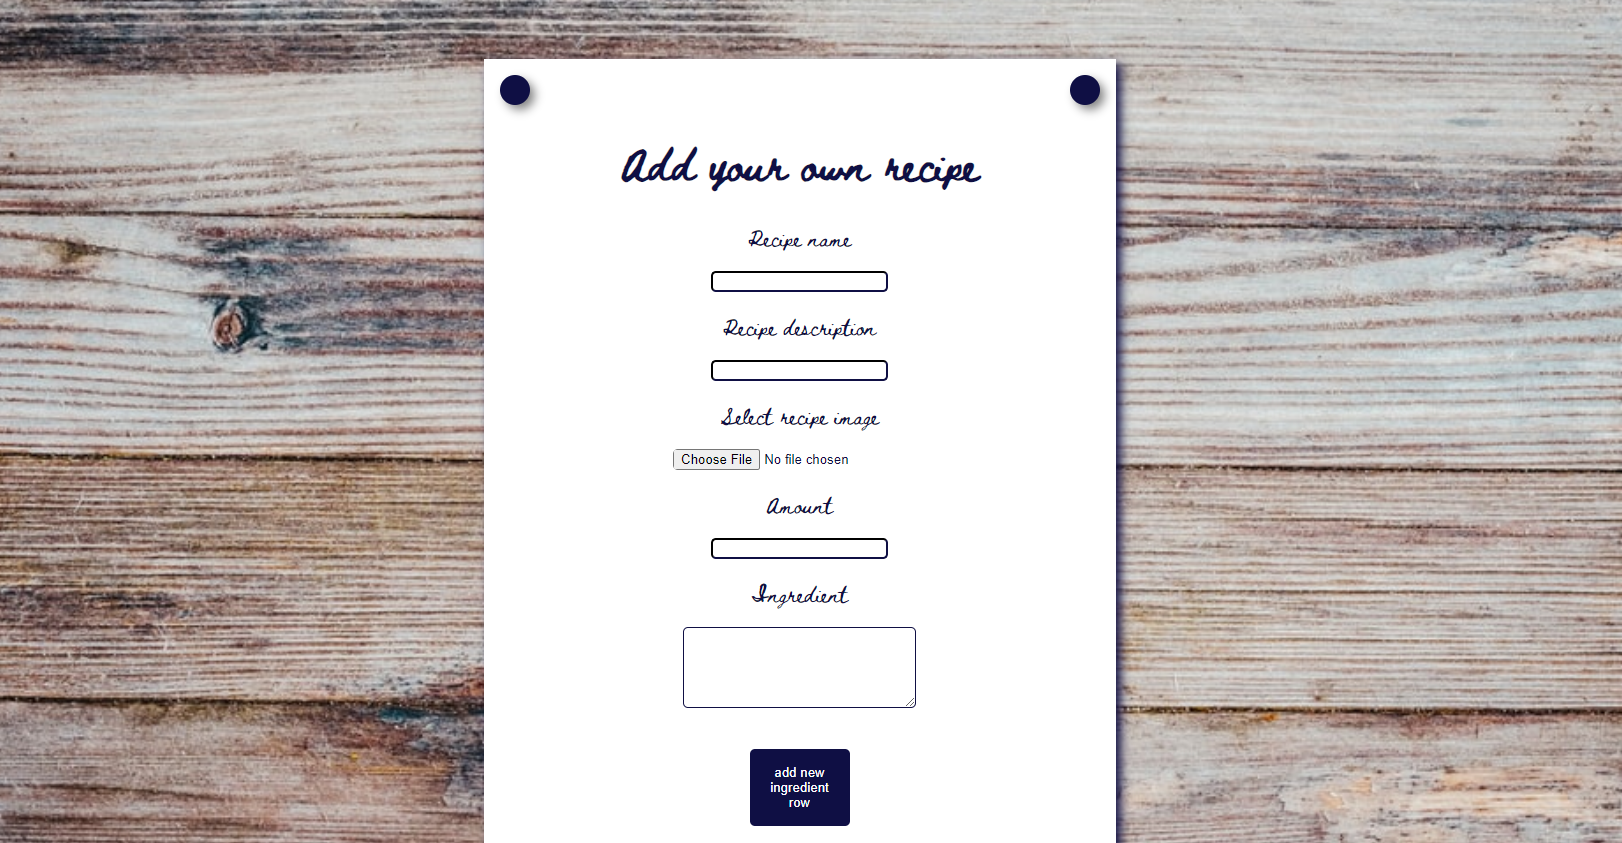 Add your own recipe
Recipe name
Recipe description
Select recipe image
Choose File No file chosen
Amount
Ingredient
add new
ingredient
row